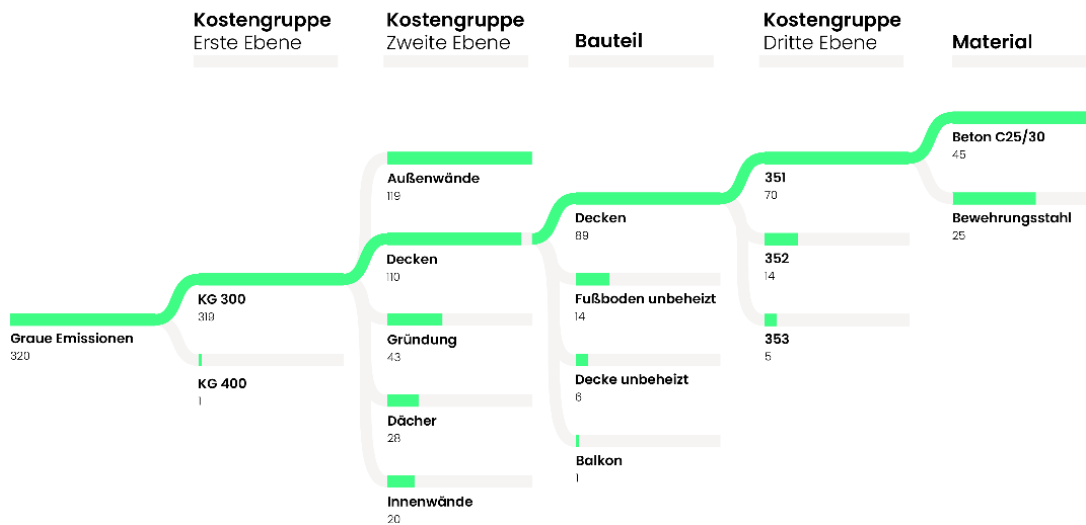 Kostengruppe
Erste Ebene
Kostengruppe
Zweite Ebene
Bauteil
Kostengruppe
Dritte Ebene
Material
Graue Emissionen
320
KG 300
319
KG 400
1
Außenwände
119
Decken
110
Gründung
43
Dächer
28
Innenwände
20
Decken
89
Fußboden unbeheizt
14
Decke unbeheizt
6
Balkon
1
351
70
352
14
353
5
Beton C25/30
45
Bewehrungsstahl
25